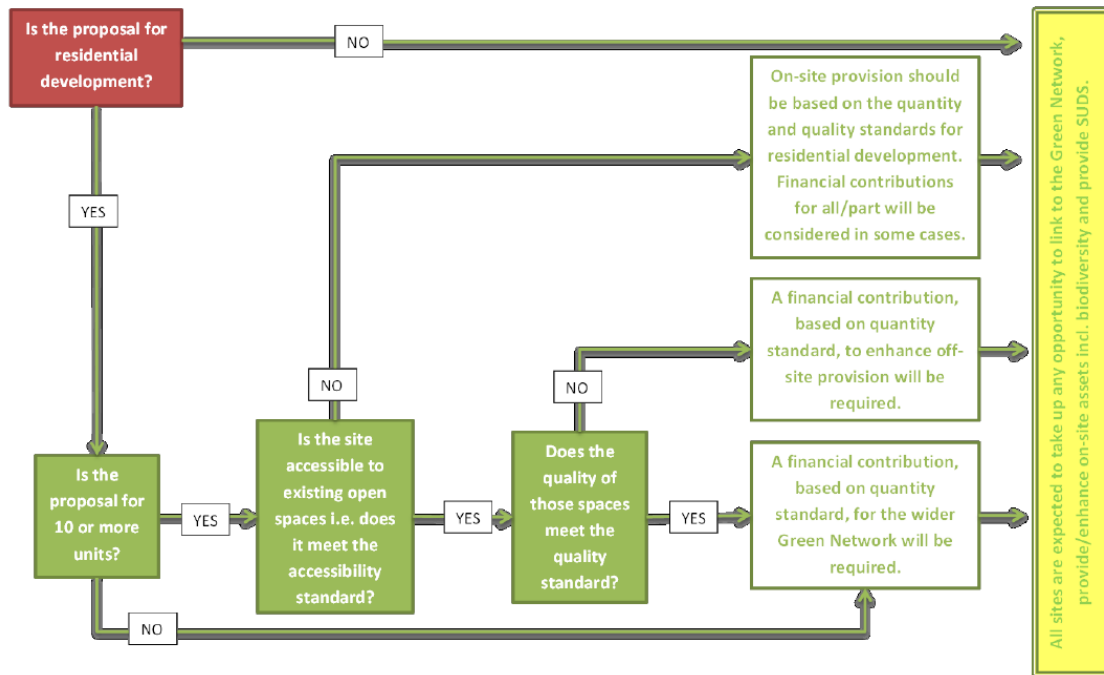 Is the proposal for
residential
development?
NO
On-site provision should
be based on the quantity
and quality standards for
residential development.
Financial contributions
for all/part will be
considered in some cases.
YES
A financial contribution,
based on quantity
standard, to enhance off-
site provision will be
required.
NO
NO
Is the
proposal for
10 or more
units?
YES
Is the site
accessible to
existing open
spaces i.e. does
it meet the
accessibility
standard?
YES
Does the
quality of
those spaces
meet the
quality
standard?
YES
A financial contribution,
based on quantity
standard, for the wider
Green Network will be
required.
NO
All sites are expected to take up any opportunity to link to the Green Network,
provide/enhance on-site assets incl. biodiversity and provide SUDS.